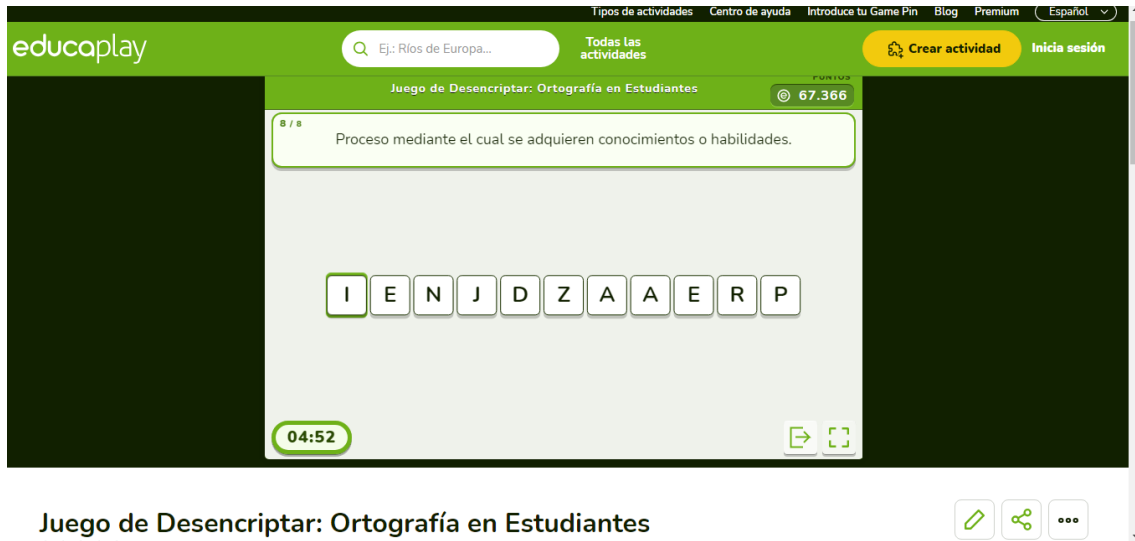 Tipos de actividades Centro de ayuda Introduce tu Game Pin Blog Premium Español
educaplay
Ej.: Ríos de Europa...
Todas las
actividades
Crear actividad
Inicia sesión
Juego de Desencriptar: Ortografía en Estudiantes
PUNTOS
67.366
8 / 8
Proceso mediante el cual se adquieren conocimientos o habilidades.
I E N J D Z A A E R P
04:52
Juego de Desencriptar: Ortografía en Estudiantes